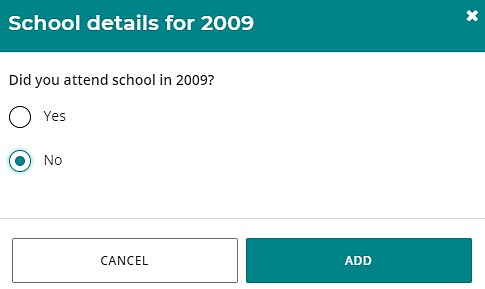 School details for 2009
Did you attend school in 2009?
Yes
No
CANCEL
ADD